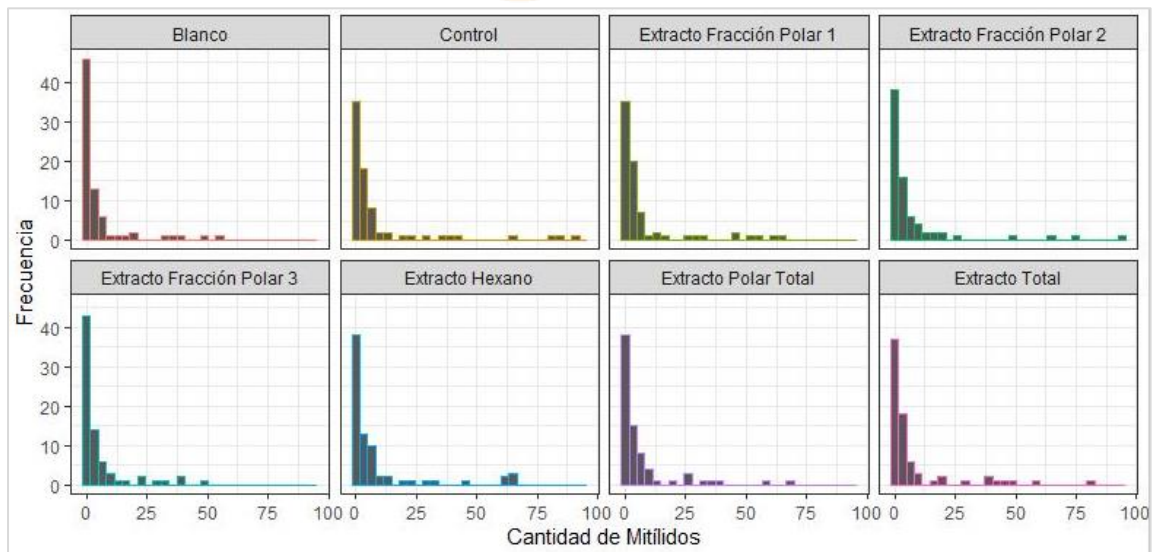 Blanco Control Extracto Fracción Polar 1 Extracto Fracción Polar 2
40
30
20
10
0
Extracto Fracción Polar 3 Extracto Hexano Extracto Polar Total Extracto Total
40
30
20
10
0
Frecuencia
0 25 50 75 100 0 25 50 75 100 0 25 50 75 100 0 25 50 75 100
Cantidad de Mitílidos